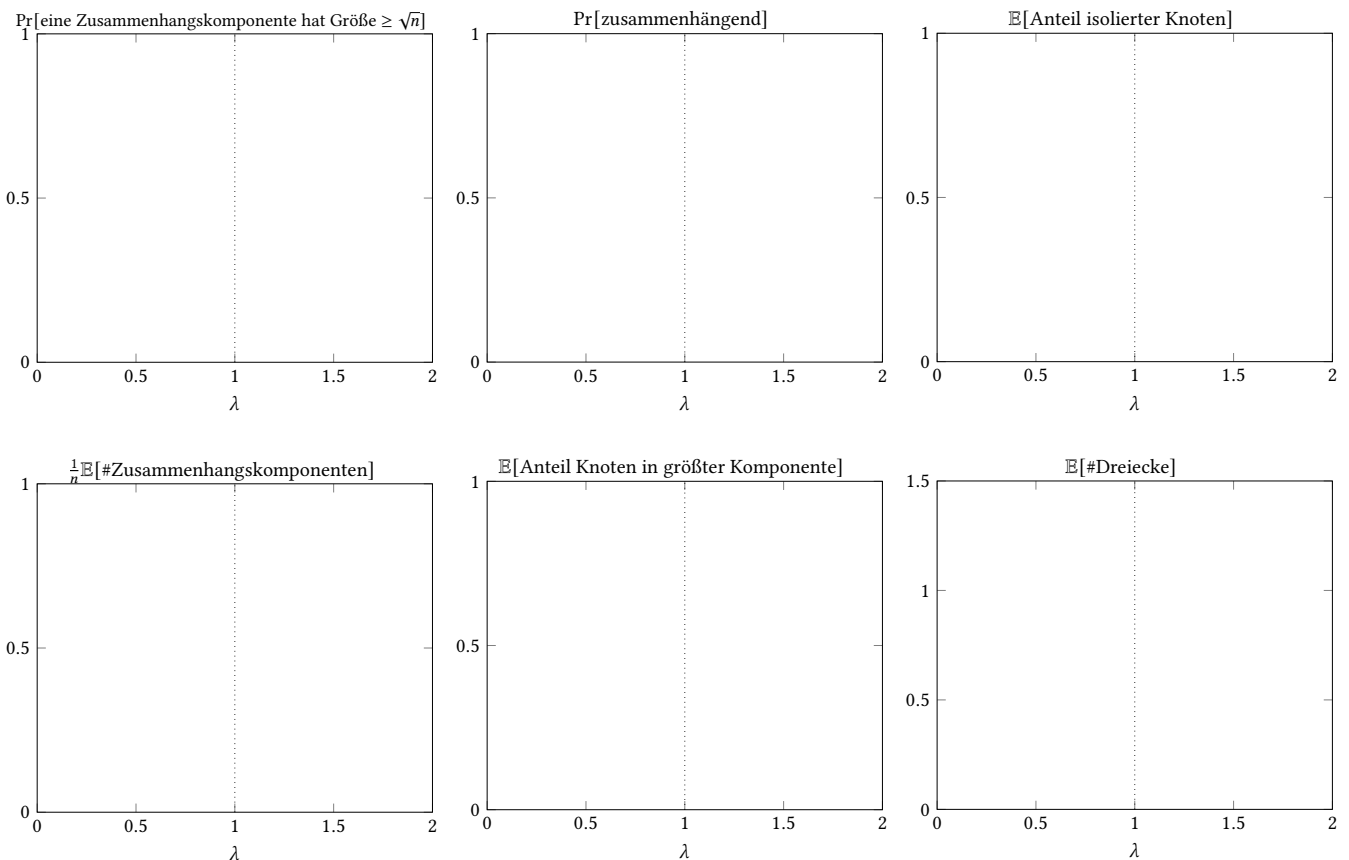 Pr[eine Zusammenhangskomponente hat Größe ≥ √n]
1
0.5
0
0 0.5 1 1.5 2
λ
Pr[zusammenhängend]
1
0.5
0
0 0.5 1 1.5 2
λ
𝔼[Anteil isolierter Knoten]
1
0.5
0
0 0.5 1 1.5 2
λ
1/n 𝔼[#Zusammenhangskomponenten]
1
0.5
0
0 0.5 1 1.5 2
λ
𝔼[Anteil Knoten in größter Komponente]
1
0.5
0
0 0.5 1 1.5 2
λ
𝔼[#Dreiecke]
1.5
1
0.5
0
0 0.5 1 1.5 2
λ